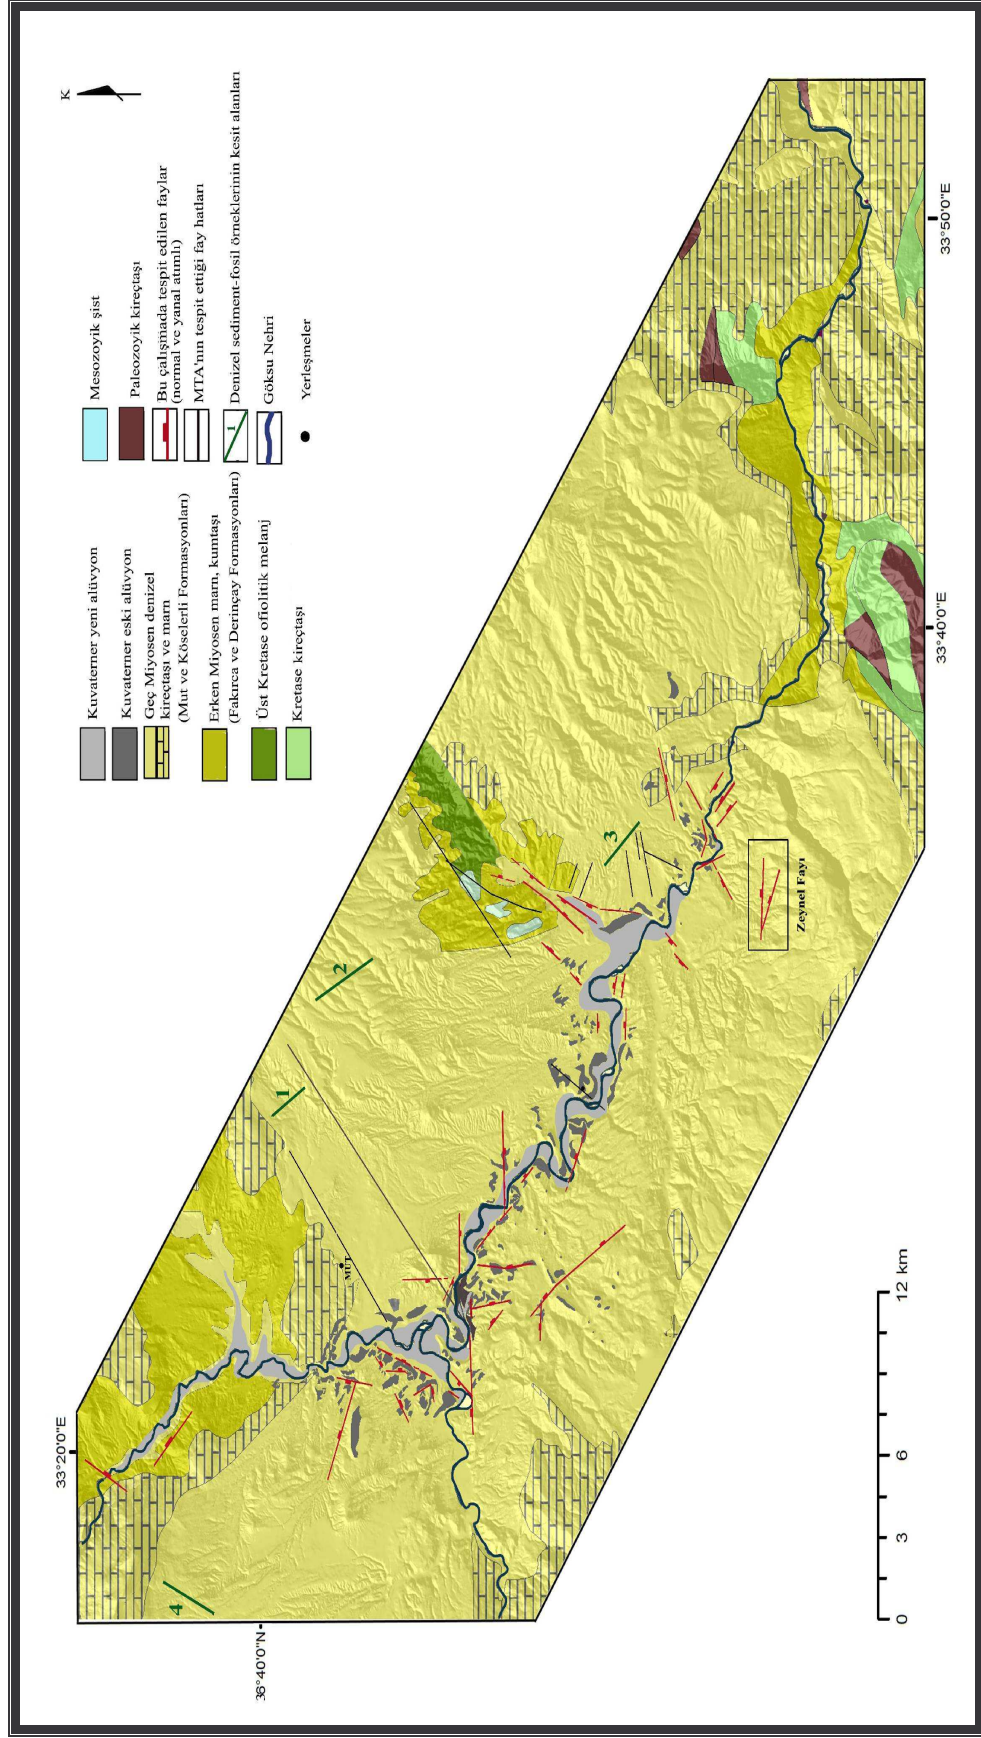 K
Mesozoyik şist
Paleozoyik kireçtaşı
Bu çalışmada tespit edilen faylar
(normal ve yanal atımlı)
MTA'nın tespit ettiği fay hatları
Denizel sediment-fosil örneklerinin kesit alanları
1
Göksu Nehri
Yerleşmeler
Kuvaterner yeni alüvyon
Kuvaterner eski alüvyon
Geç Miyosen denizel
kireçtaşı ve marn
(Mut ve Köselerli Formasyonları)
Erken Miyosen marn, kumtaşı
(Fakırca ve Derinçay Formasyonları)
Üst Kretase ofiolitik melanj
Kretase kireçtaşı
33°20'0"E
33°40'0"E
33°50'0"E
36°40'0"N
1
2
3
4
MUT
Zeynel Fayı
0
3
6
12 km